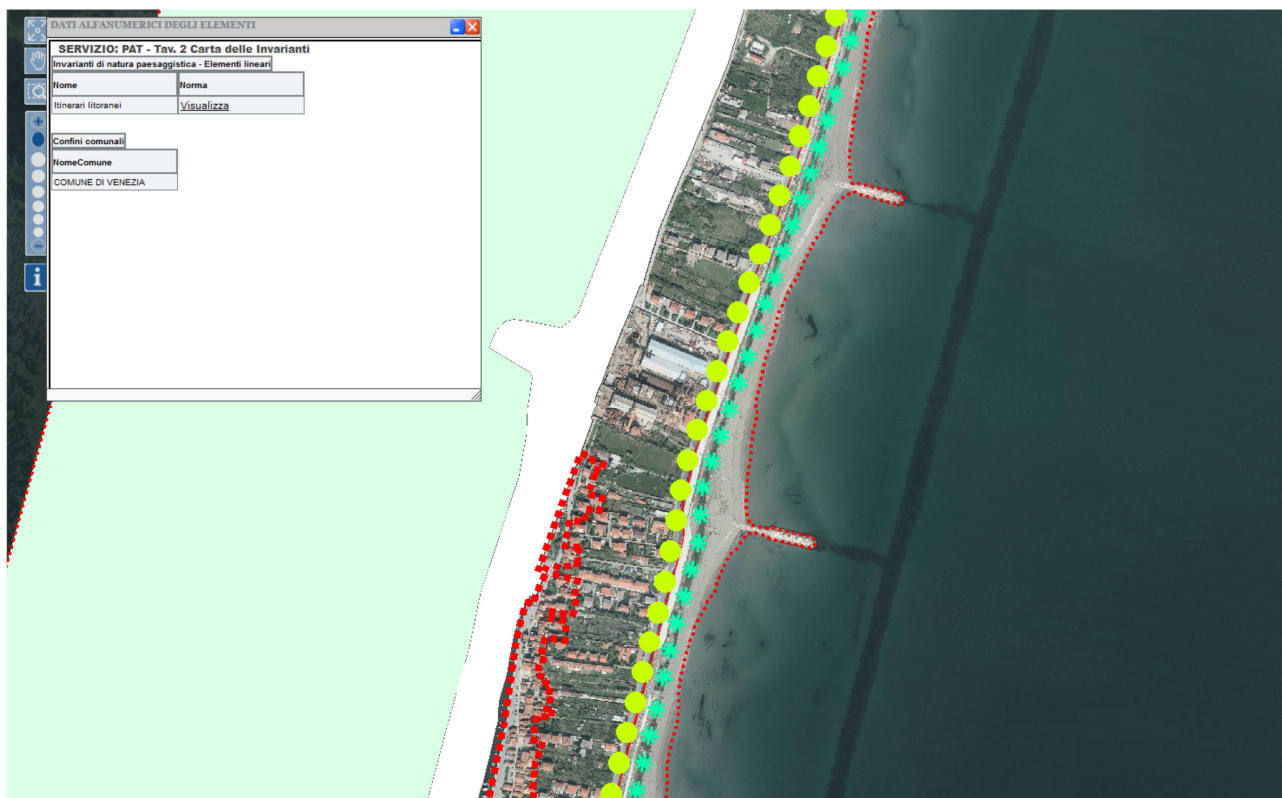 DATI ALFANUMERICI DEGLI ELEMENTI
SERVIZIO: PAT - Tav. 2 Carta delle Invarianti
Invarianti di natura paesaggistica - Elementi lineari
Nome Norma
Itinerari litoranei Visualizza
Confini comunali
NomeComune
COMUNE DI VENEZIA
i